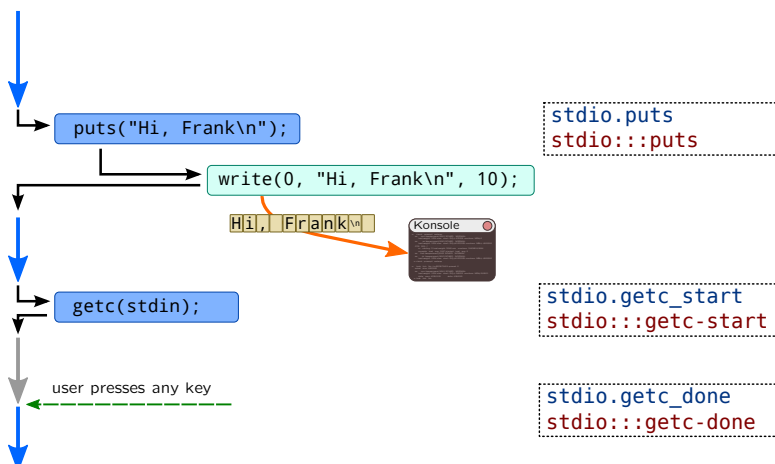 puts("Hi, Frank\n");
stdio.puts
stdio:::puts
write(0, "Hi, Frank\n", 10);
Hi, Frank\n
Konsole
getc(stdin);
stdio.getc_start
stdio:::getc-start
user presses any key
stdio.getc_done
stdio:::getc-done